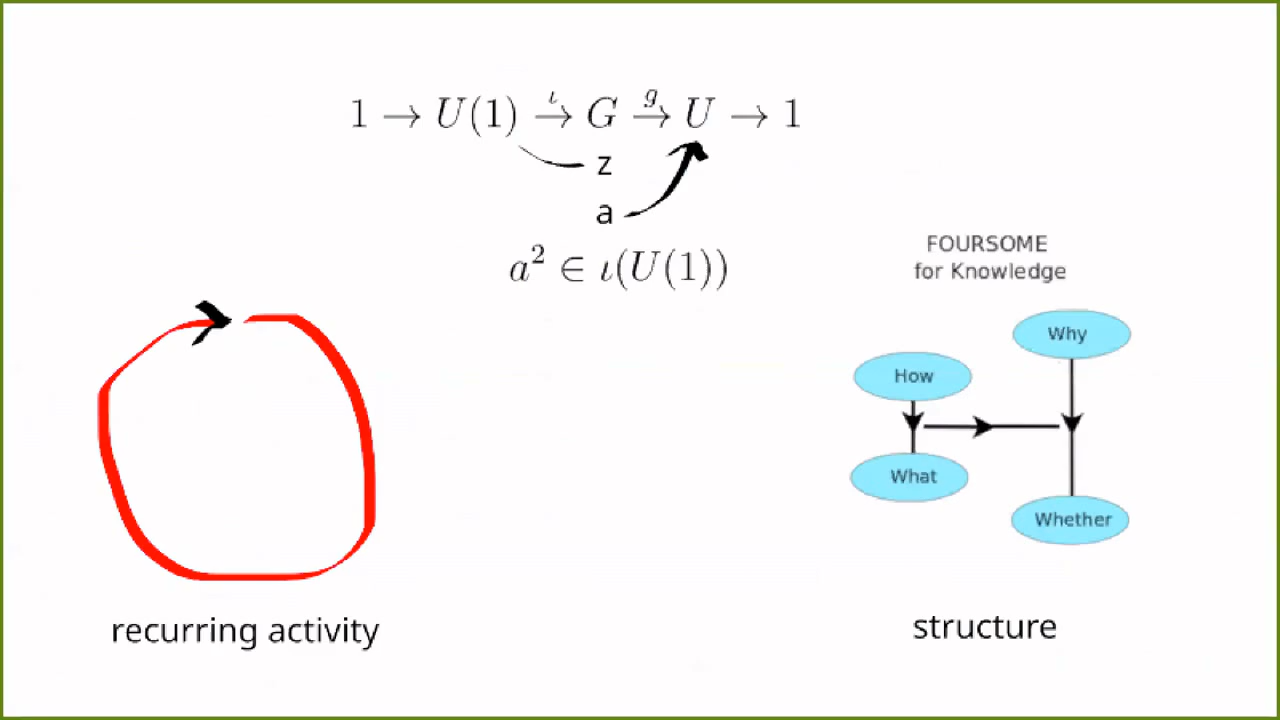 1 → U(1) →^ι G →^g U → 1
z
a
a² ∈ ι(U(1))
FOURSOME
for Knowledge
Why
How
What
Whether
recurring activity
structure